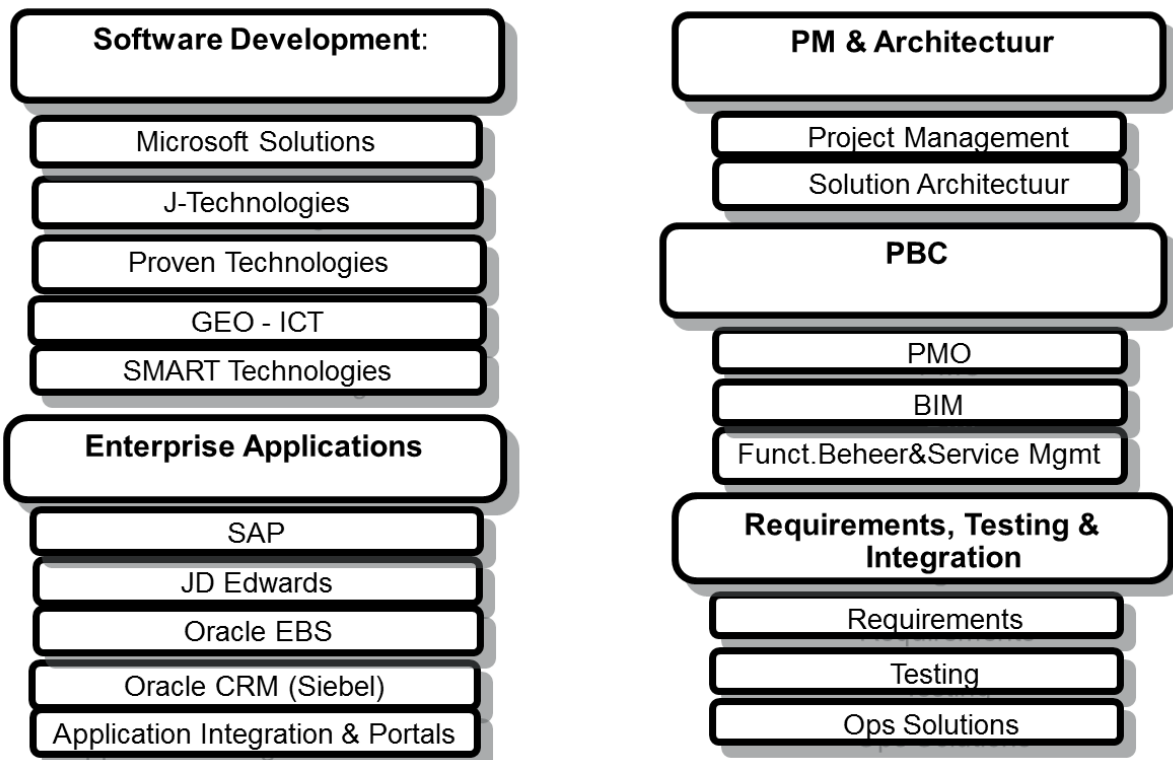 Software Development:
Microsoft Solutions
J-Technologies
Proven Technologies
GEO - ICT
SMART Technologies
Enterprise Applications
SAP
JD Edwards
Oracle EBS
Oracle CRM (Siebel)
Application Integration & Portals
PM & Architectuur
Project Management
Solution Architectuur
PBC
PMO
BIM
Funct.Beheer&Service Mgmt
Requirements, Testing &
Integration
Requirements
Testing
Ops Solutions